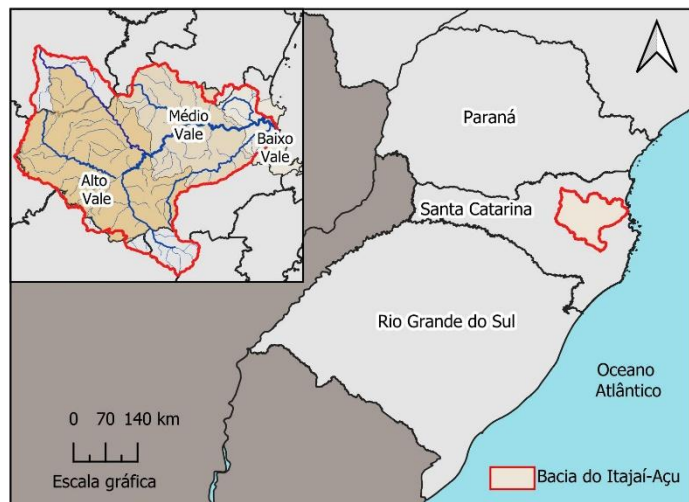 Médio
Vale
Baixo
Vale
Alto
Vale
Paraná
Santa Catarina
Rio Grande do Sul
Oceano
Atlântico
0 70 140 km
Escala gráfica
Bacia do Itajaí-Açu